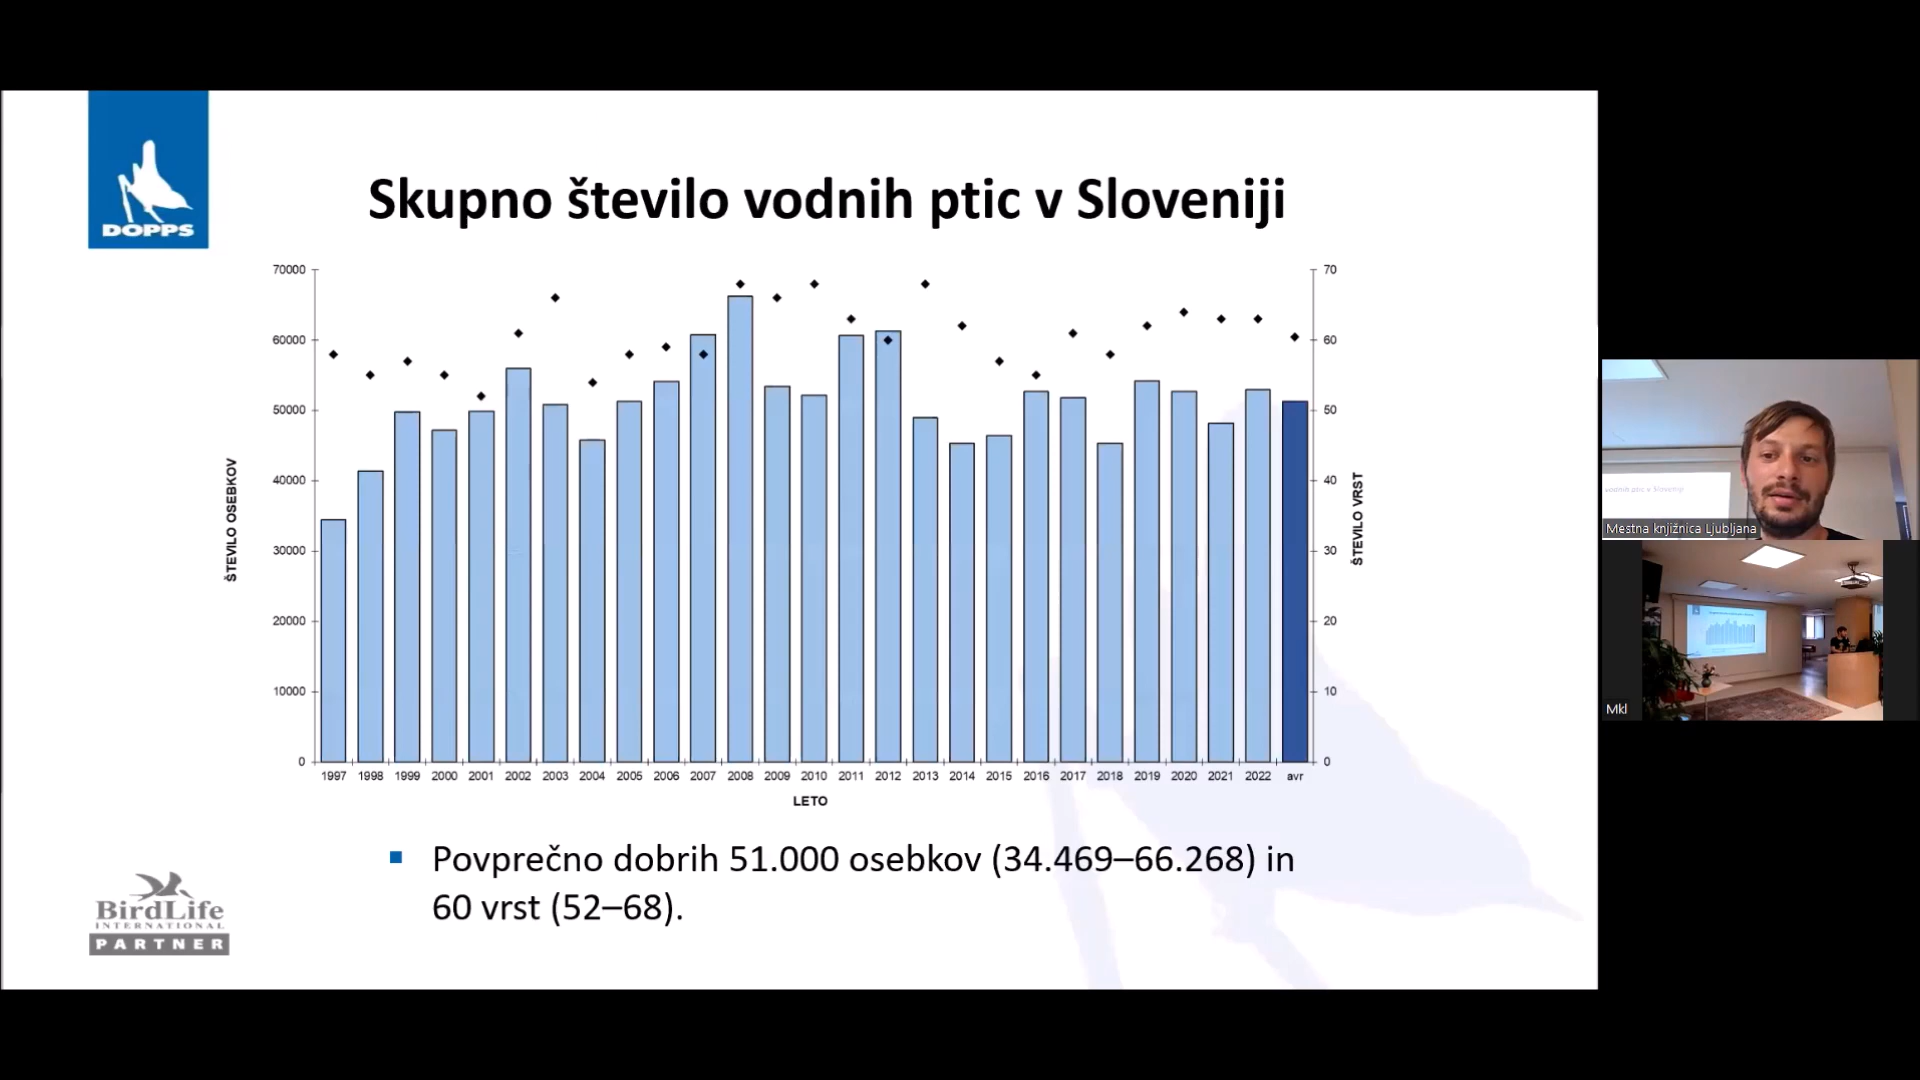 DOPPS
Skupno število vodnih ptic v Sloveniji
70000
60000
50000
40000
30000
20000
10000
0
ŠTEVILO OSEBKOV
70
60
50
40
30
20
10
0
ŠTEVILO VRST
1997 1998 1999 2000 2001 2002 2003 2004 2005 2006 2007 2008 2009 2010 2011 2012 2013 2014 2015 2016 2017 2018 2019 2020 2021 2022 avr
LETO
▪ Povprečno dobrih 51.000 osebkov (34.469–66.268) in
60 vrst (52–68).
BirdLife
INTERNATIONAL
PARTNER
vodnih ptic v Sloveniji
Mestna knjižnica Ljubljana
Mkl